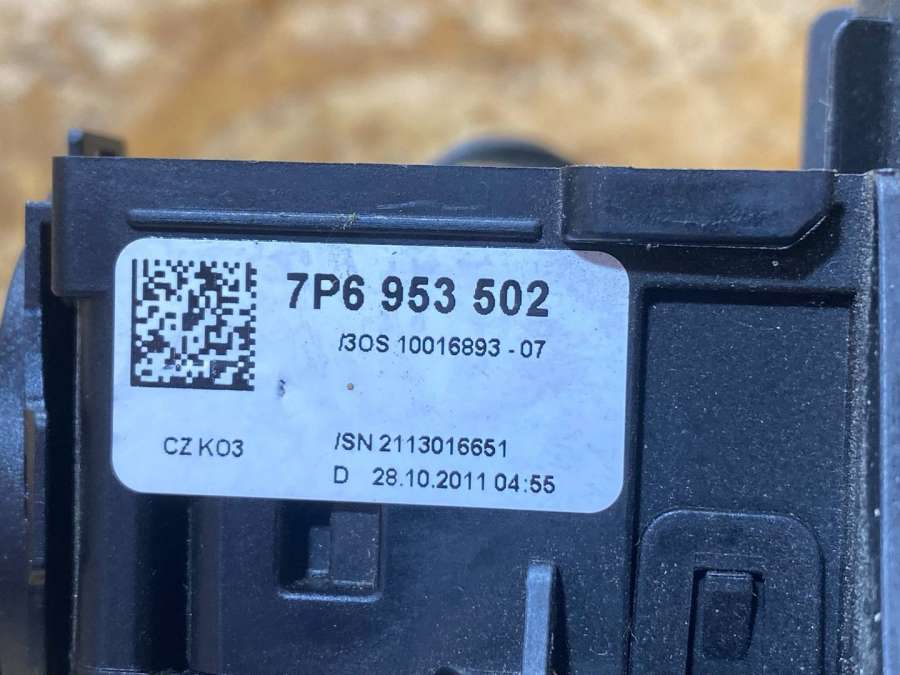 7P6 953 502
/3OS 10016893 - 07
CZ K03
/SN 2113016651
D 28.10.2011 04:55